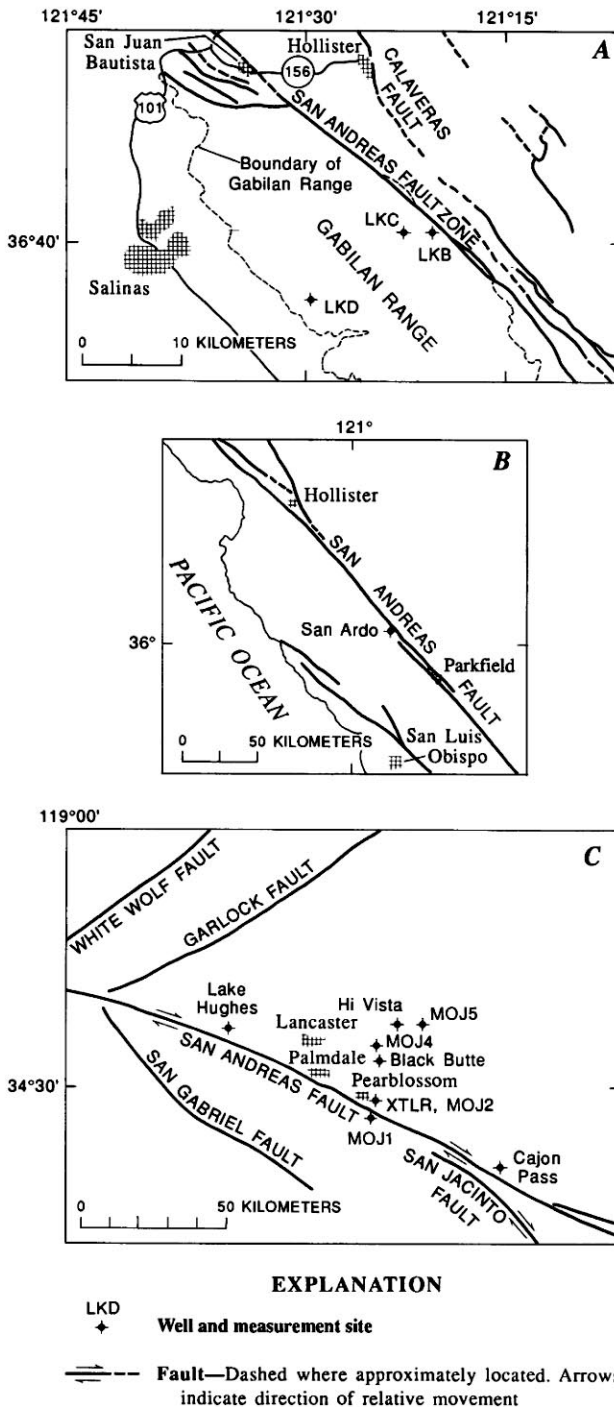 121°45'
121°30'
121°15'
A
San Juan
Bautista
Hollister
156
CALAVERAS
FAULT
101
SAN ANDREAS FAULT ZONE
Boundary of
Gabilan Range
36°40'
LKC
LKB
Salinas
GABILAN RANGE
LKD
0 10 KILOMETERS
121°
B
Hollister
SAN ANDREAS FAULT
PACIFIC OCEAN
San Ardo
36°
Parkfield
San Luis
Obispo
0 50 KILOMETERS
119°00'
C
WHITE WOLF FAULT
GARLOCK FAULT
Lake
Hughes
Hi Vista
MOJ5
Lancaster
MOJ4
Black Butte
Palmdale
SAN ANDREAS FAULT
Pearblossom
34°30'
XTLR, MOJ2
MOJ1
SAN GABRIEL FAULT
Cajon
Pass
SAN JACINTO
FAULT
0 50 KILOMETERS
EXPLANATION
LKD
Well and measurement site
Fault—Dashed where approximately located. Arrows
indicate direction of relative movement